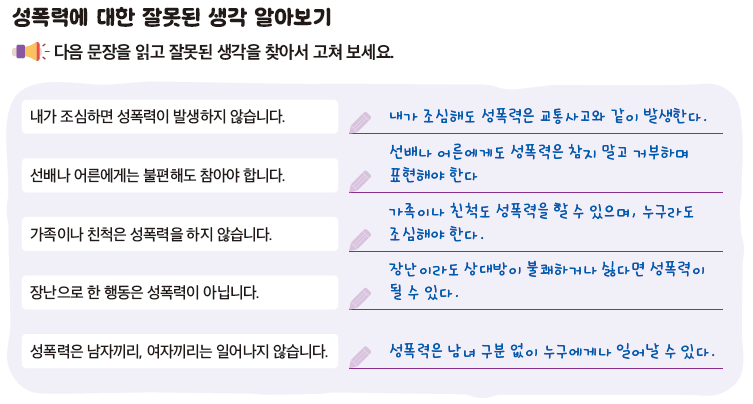 성폭력에 대한 잘못된 생각 알아보기
다음 문장을 읽고 잘못된 생각을 찾아서 고쳐 보세요.
내가 조심하면 성폭력이 발생하지 않습니다.
내가 조심해도 성폭력은 교통사고와 같이 발생한다.
선배나 어른에게는 불편해도 참아야 합니다.
선배나 어른에게도 성폭력은 참지 말고 거부하며
표현해야 한다
가족이나 친척은 성폭력을 하지 않습니다.
가족이나 친척도 성폭력을 할 수 있으며, 누구라도
조심해야 한다.
장난으로 한 행동은 성폭력이 아닙니다.
장난이라도 상대방이 불쾌하거나 싫다면 성폭력이
될 수 있다.
성폭력은 남자끼리, 여자끼리는 일어나지 않습니다.
성폭력은 남녀 구분 없이 누구에게나 일어날 수 있다.